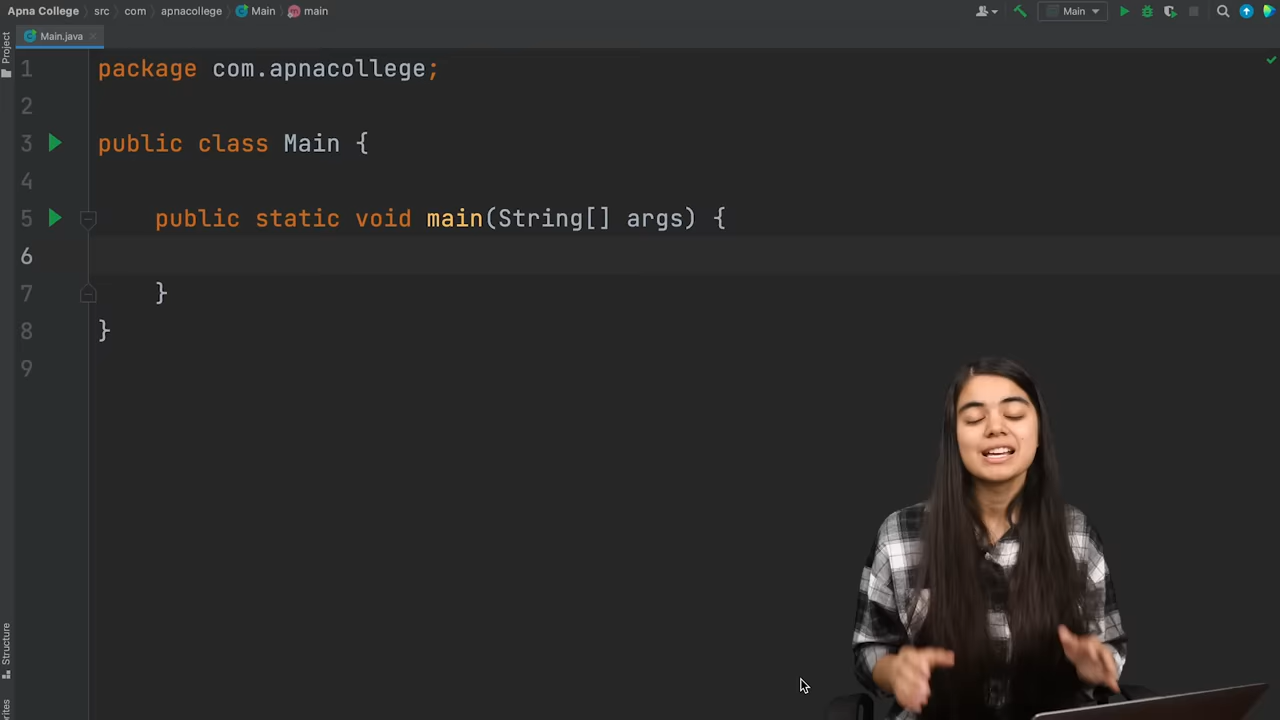 Apna College src com apnacollege Main main
Main
Main.java
Project
1 package com.apnacollege;
2
3 public class Main {
4
5 public static void main(String[] args) {
6
7 }
8 }
9
Structure
rites